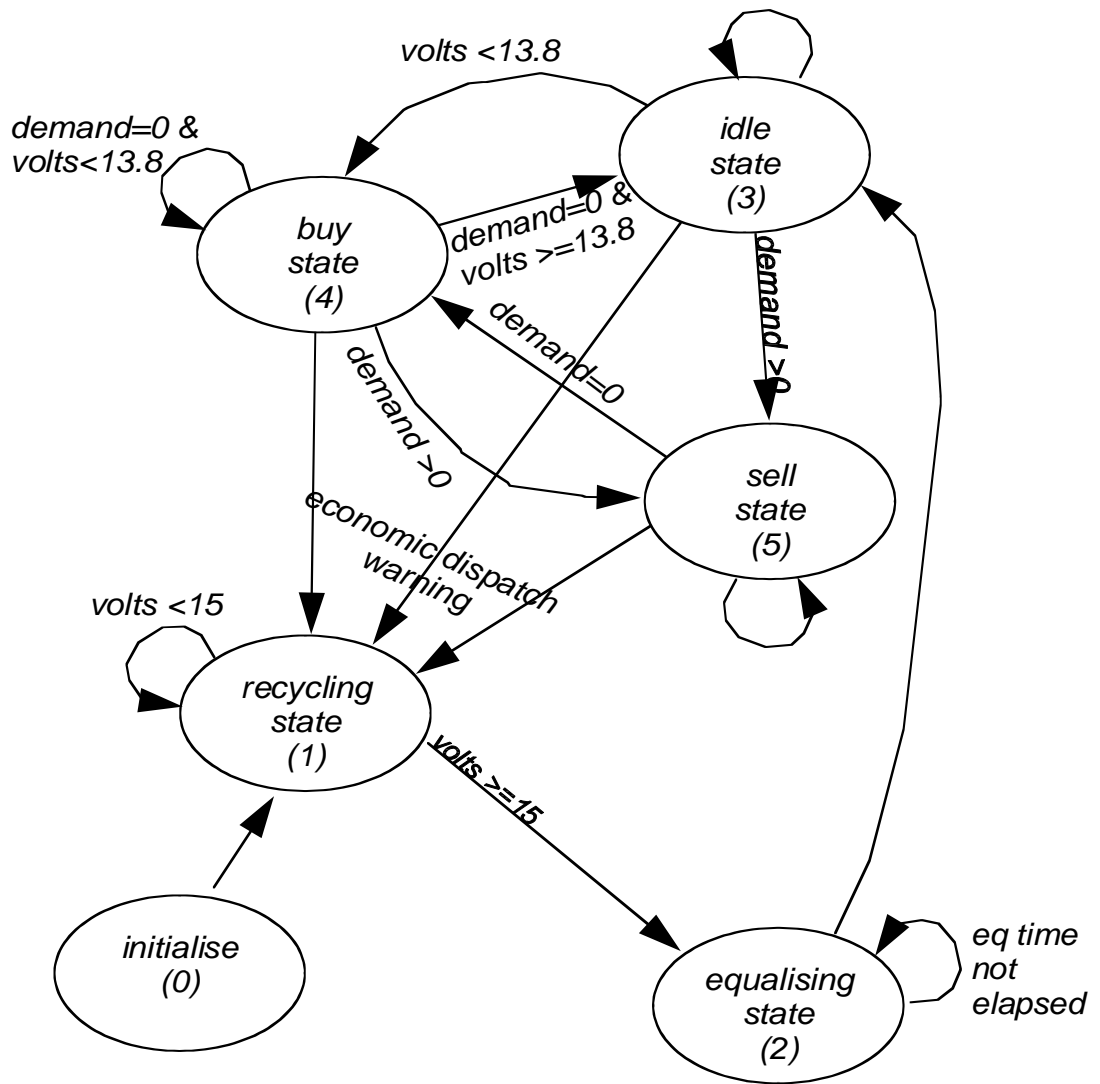 volts <13.8
idle
state
(3)
demand=0 &
volts<13.8
buy
state
(4)
demand=0 &
volts >=13.8
demand >0
demand=0
demand >0
sell
state
(5)
economic dispatch
warning
volts <15
recycling
state
(1)
volts >=15
initialise
(0)
equalising
state
(2)
eq time
not
elapsed